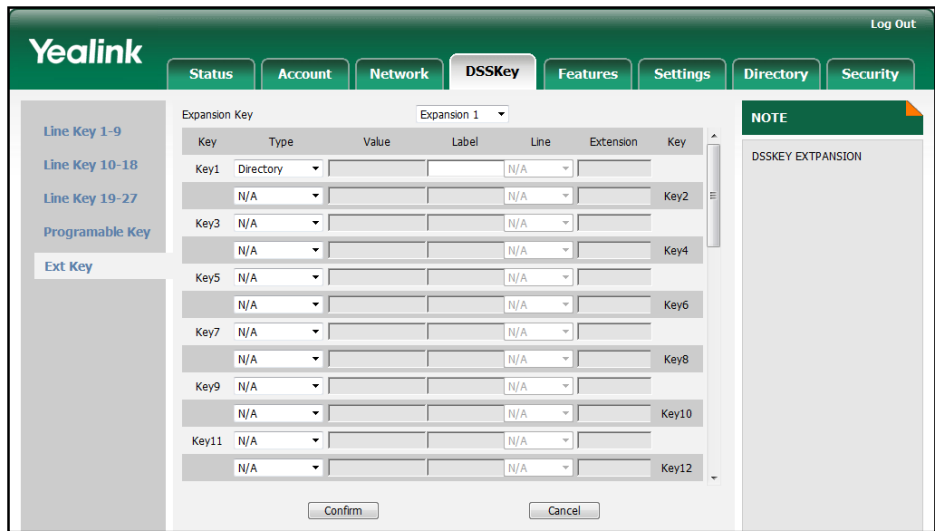 Log Out
Yealink
Status Account Network DSSKey Features Settings Directory Security
Line Key 1-9
Line Key 10-18
Line Key 19-27
Programable Key
Ext Key
Expansion Key Expansion 1
Key Type Value Label Line Extension Key
Key1 Directory N/A
N/A N/A Key2
Key3 N/A N/A
N/A N/A Key4
Key5 N/A N/A
N/A N/A Key6
Key7 N/A N/A
N/A N/A Key8
Key9 N/A N/A
N/A N/A Key10
Key11 N/A N/A
N/A N/A Key12
Confirm Cancel
NOTE
DSSKEY EXTPANSION